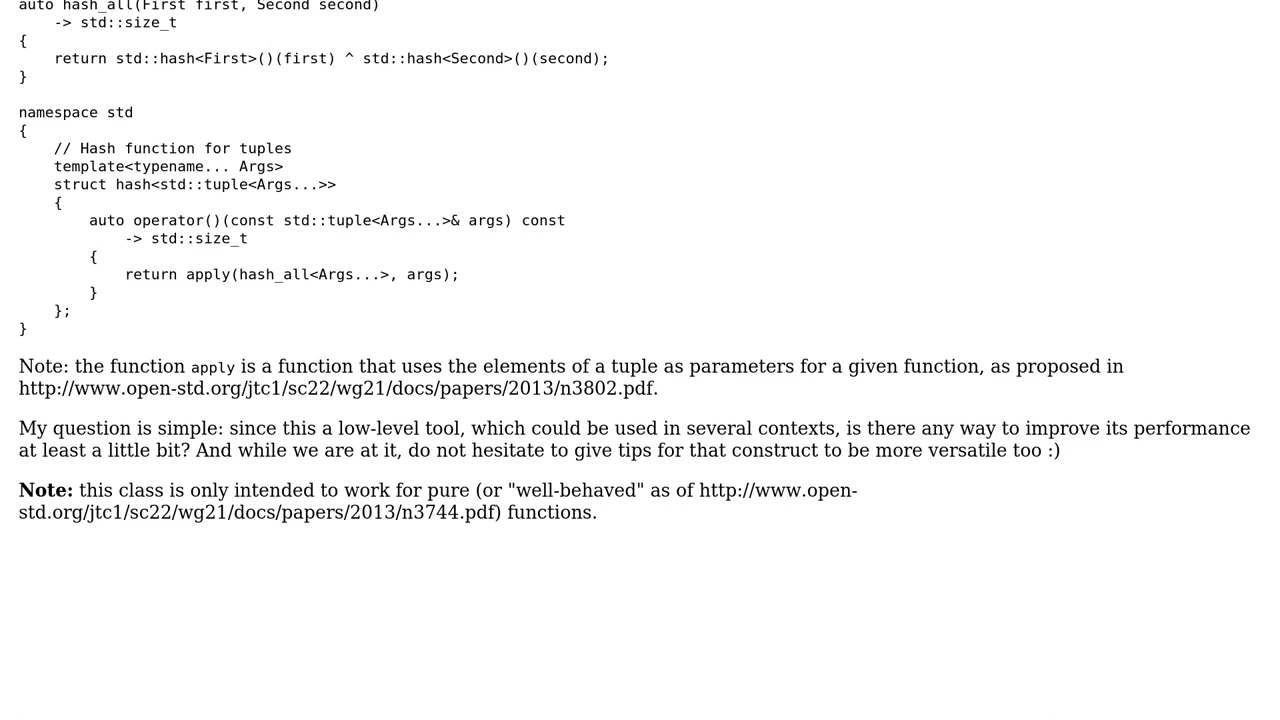 auto hash_all(First first, Second second)
    -> std::size_t
{
    return std::hash<First>()(first) ^ std::hash<Second>()(second);
}

namespace std
{
    // Hash function for tuples
    template<typename... Args>
    struct hash<std::tuple<Args...>>
    {
        auto operator()(const std::tuple<Args...>& args) const
            -> std::size_t
        {
            return apply(hash_all<Args...>, args);
        }
    };
}
Note: the function apply is a function that uses the elements of a tuple as parameters for a given function, as proposed in
http://www.open-std.org/jtc1/sc22/wg21/docs/papers/2013/n3802.pdf.
My question is simple: since this a low-level tool, which could be used in several contexts, is there any way to improve its performance
at least a little bit? And while we are at it, do not hesitate to give tips for that construct to be more versatile too :)
Note: this class is only intended to work for pure (or "well-behaved" as of http://www.open-
std.org/jtc1/sc22/wg21/docs/papers/2013/n3744.pdf) functions.